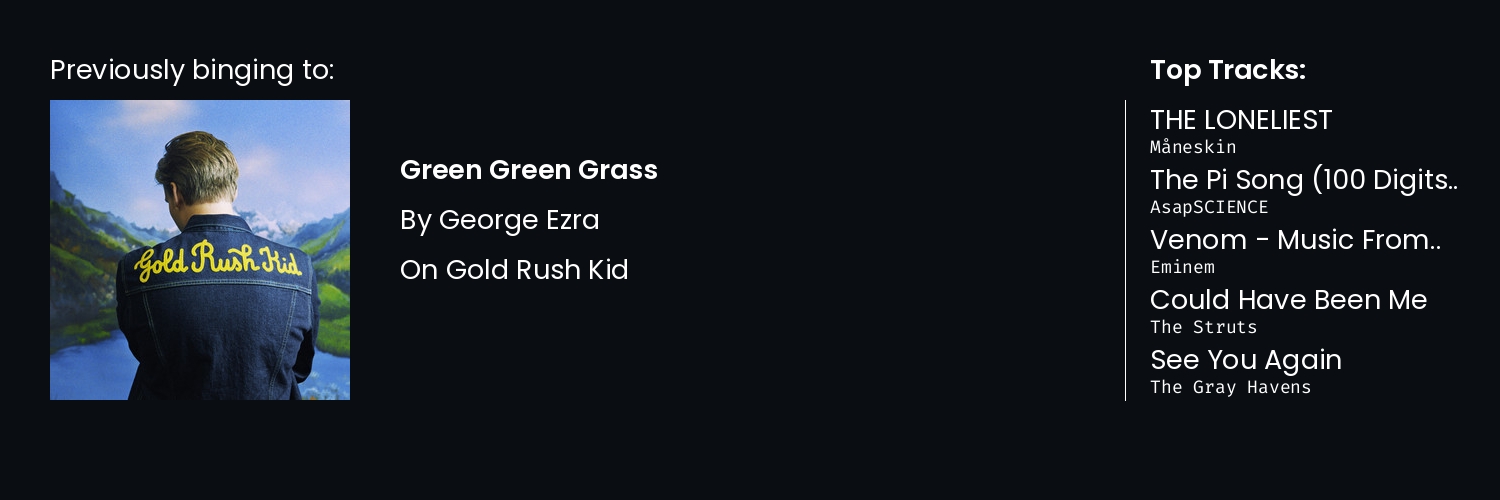 Previously binging to:
Gold Rush Kid
Green Green Grass
By George Ezra
On Gold Rush Kid
Top Tracks:
THE LONELIEST
Måneskin
The Pi Song (100 Digits..
AsapSCIENCE
Venom - Music From..
Eminem
Could Have Been Me
The Struts
See You Again
The Gray Havens